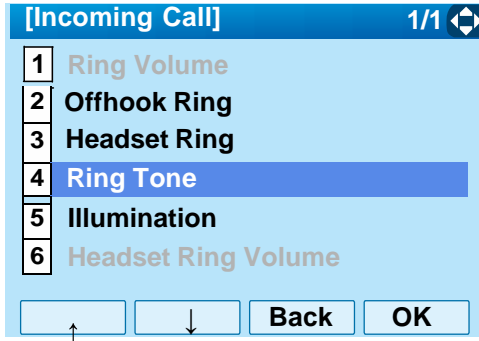 [Incoming Call] 1/1
1 Ring Volume
2 Offhook Ring
3 Headset Ring
4 Ring Tone
5 Illumination
6 Headset Ring Volume
↑ ↓ Back OK